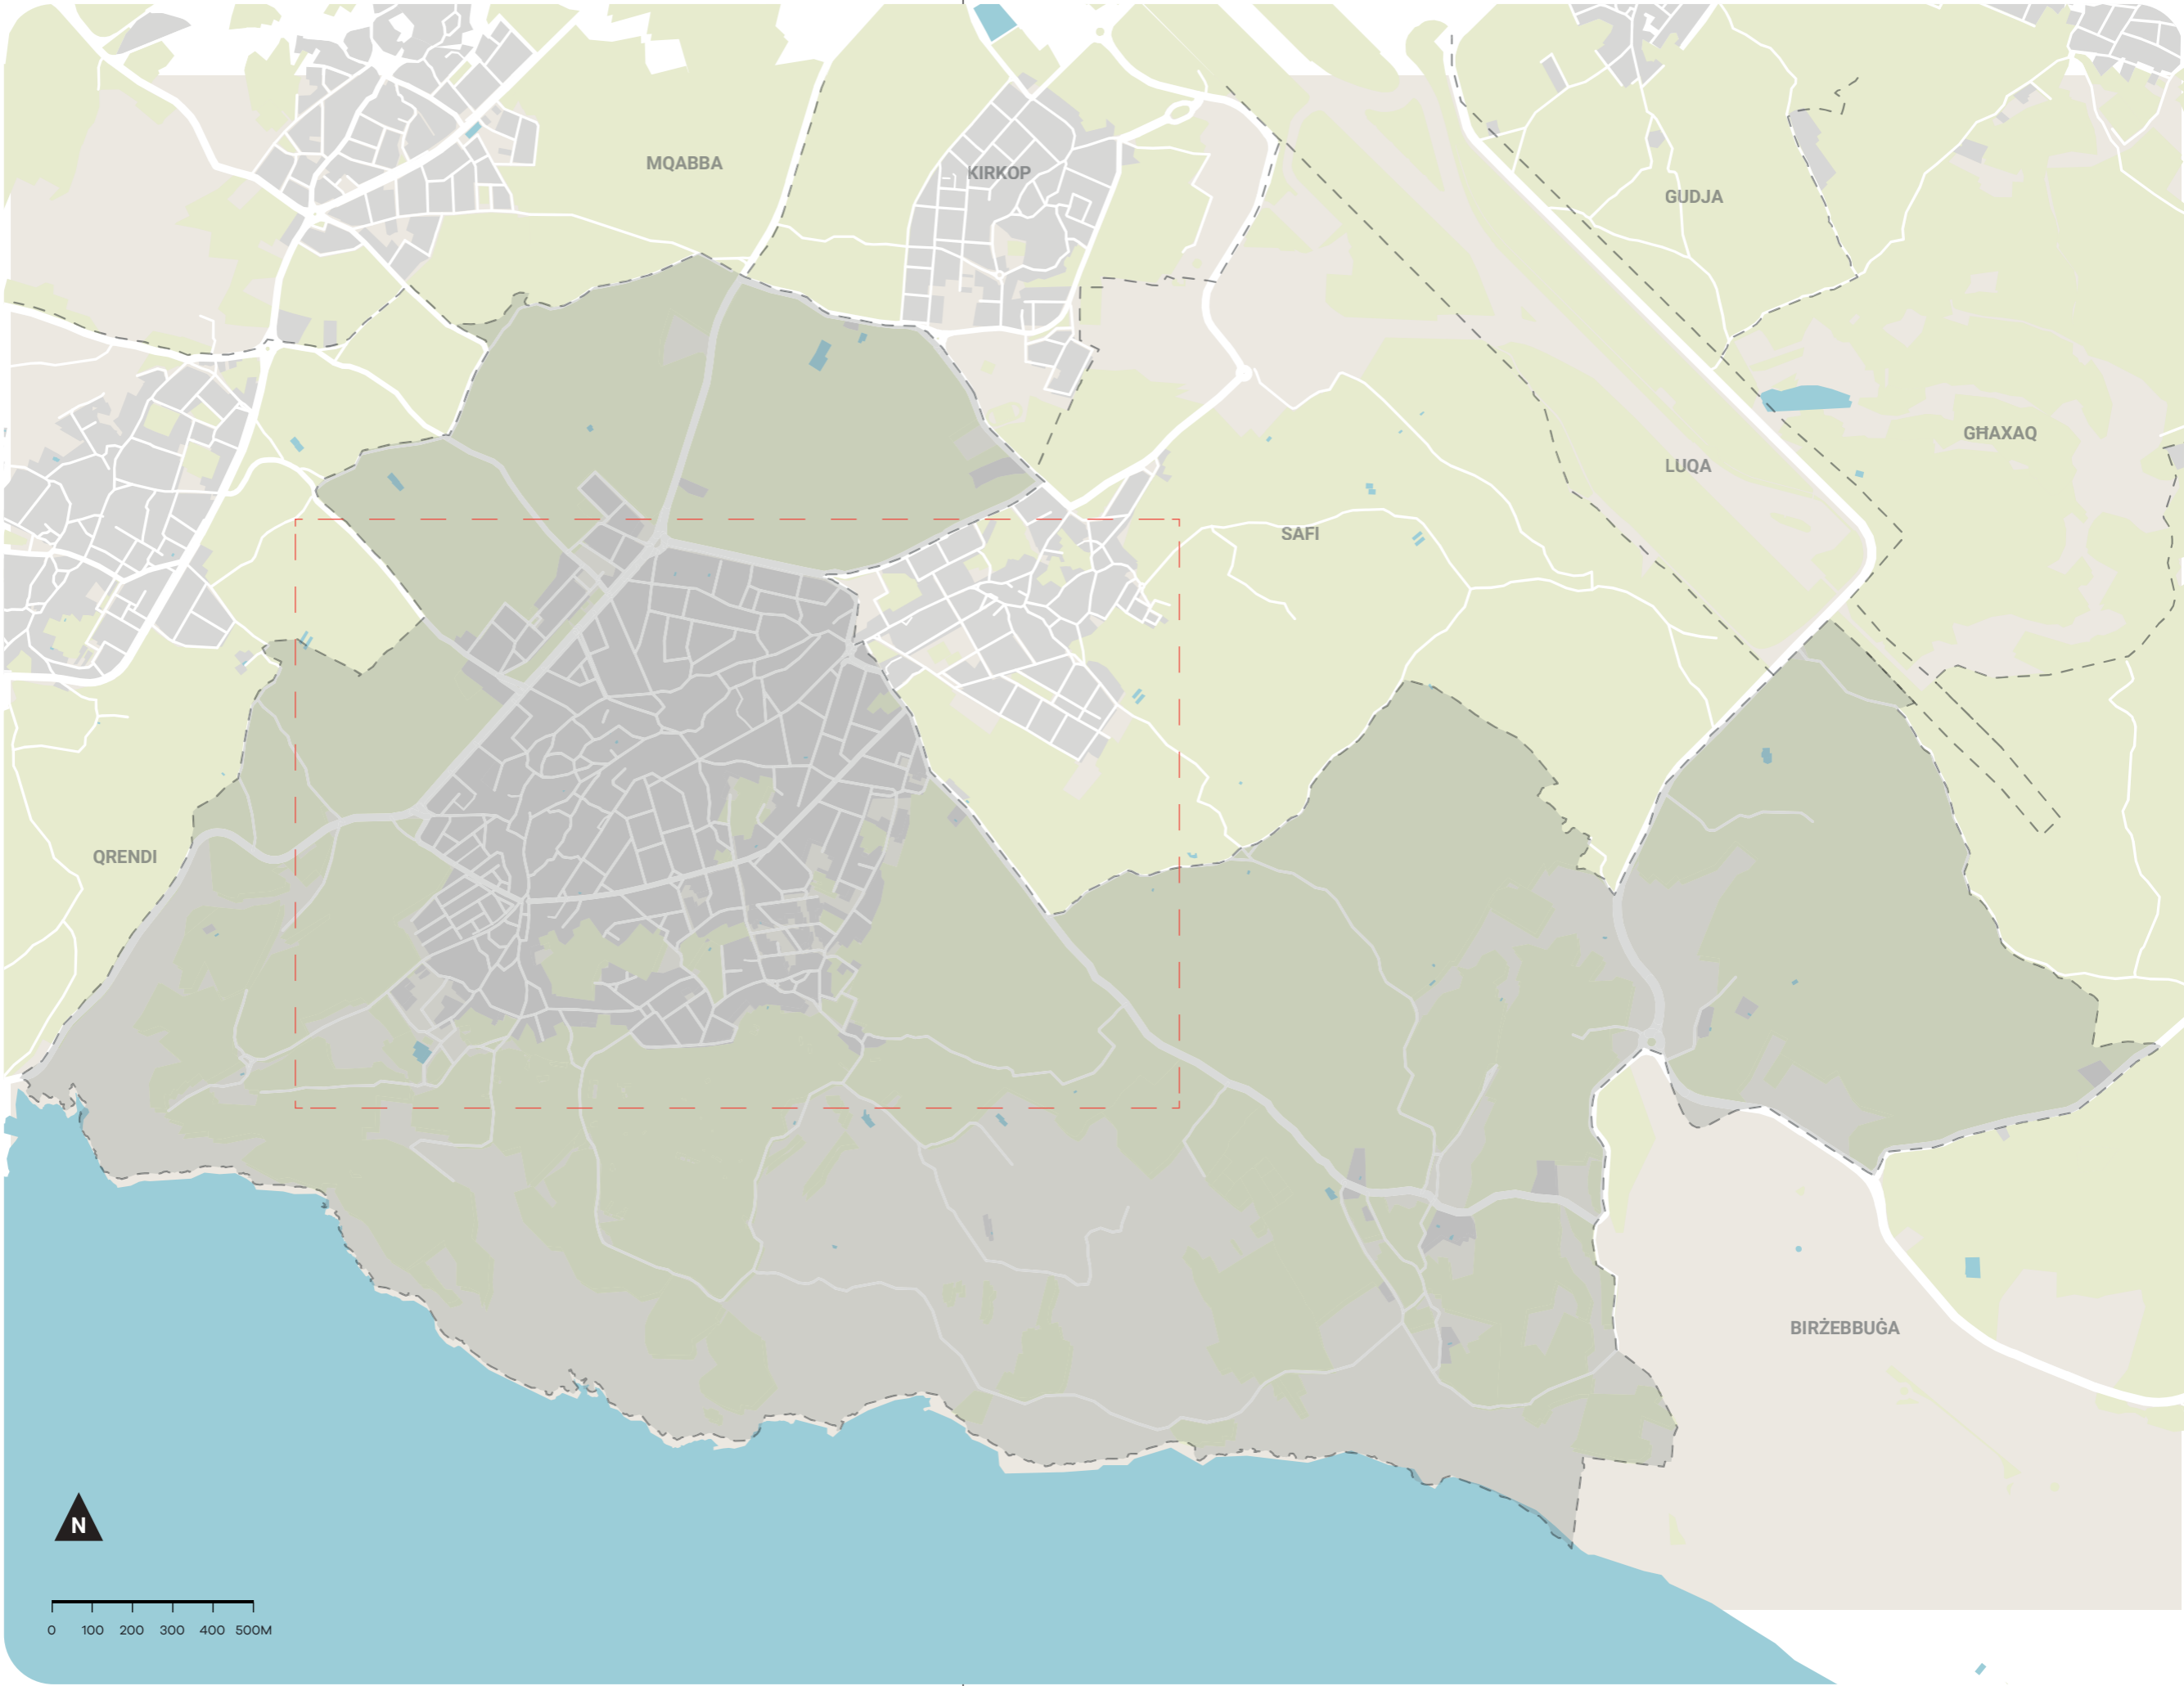 MQABBA
KIRKOP
GUDJA
GĦAXAQ
LUQA
SAFI
QRENDI
BIRŻEBBUĠA
N
0 100 200 300 400 500M